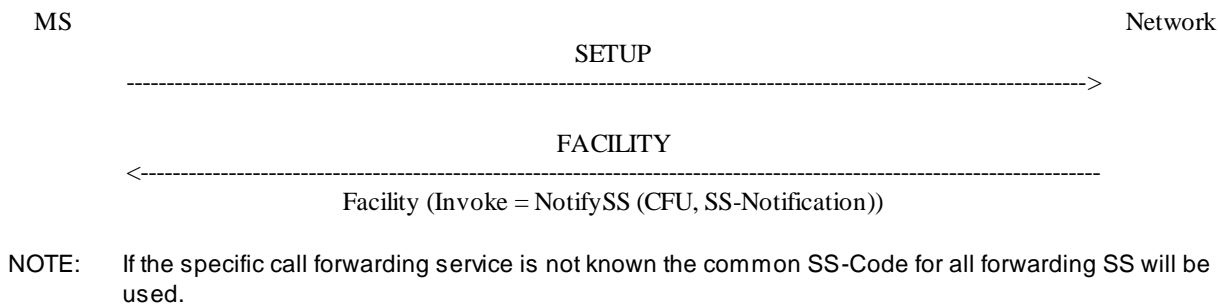 MS Network
SETUP
------------------------------------------------------------------------------------------------------------------------>
FACILITY
<------------------------------------------------------------------------------------------------------------------------
Facility (Invoke = NotifySS (CFU, SS-Notification))
NOTE: If the specific call forwarding service is not known the common SS-Code for all forwarding SS will be
used.